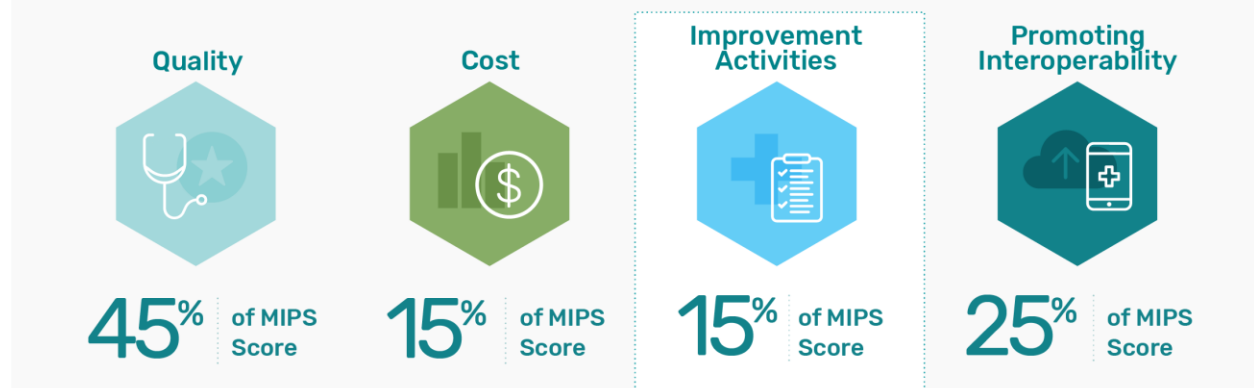 Quality
45% of MIPS
Score
Cost
$
15% of MIPS
Score
Improvement
Activities
15% of MIPS
Score
Promoting
Interoperability
25% of MIPS
Score